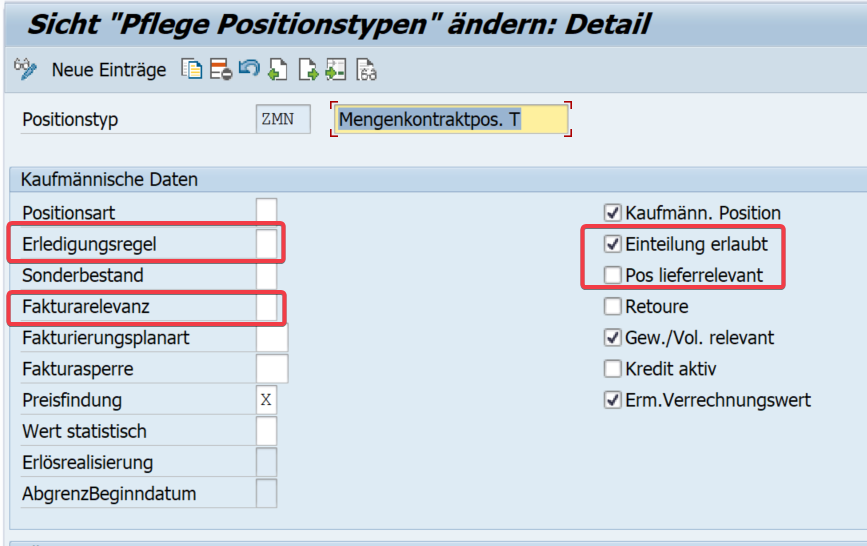 Sicht "Pflege Positionstypen" ändern: Detail
Neue Einträge
Positionstyp ZMN Mengenkontraktpos. T
Kaufmännische Daten
Positionsart Kaufmänn. Position
Erledigungsregel Einteilung erlaubt
Sonderbestand Pos lieferrelevant
Fakturarelevanz Retoure
Fakturierungsplanart Gew./Vol. relevant
Fakturasperre Kredit aktiv
Preisfindung X Erm.Verrechnungswert
Wert statistisch
Erlösrealisierung
AbgrenzBeginndatum